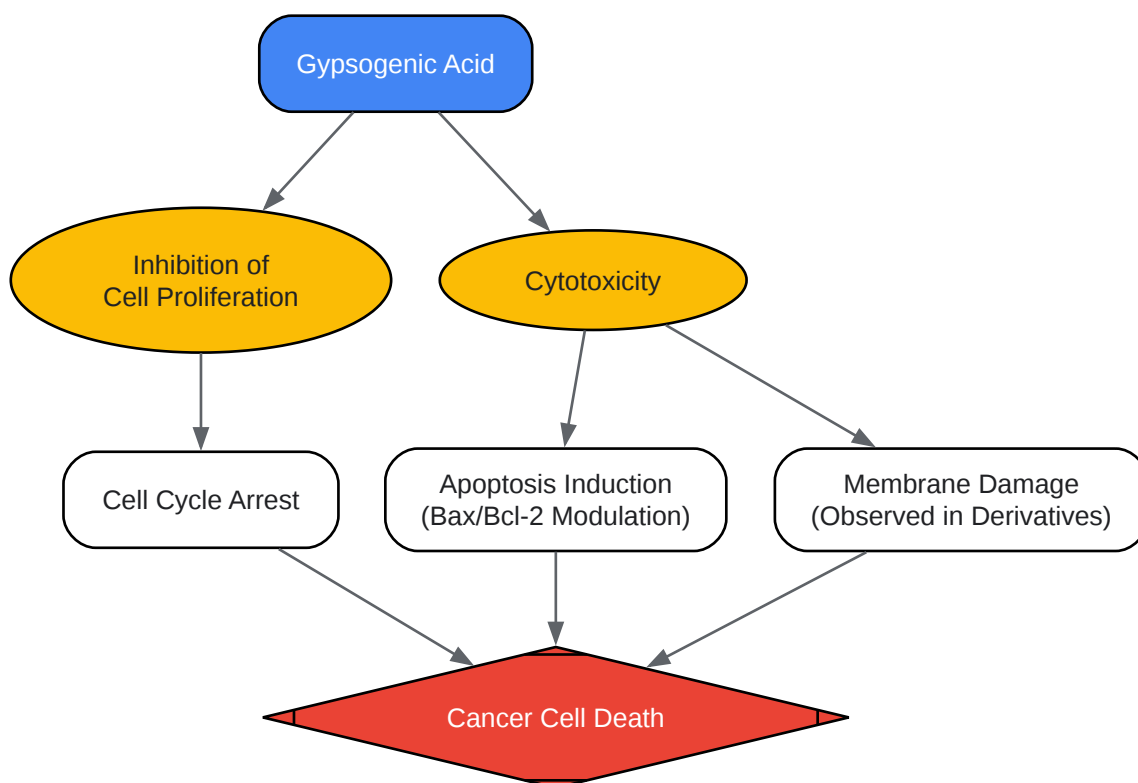 Gypsogenic Acid
Inhibition of
Cell Proliferation
Cytotoxicity
Cell Cycle Arrest
Apoptosis Induction
(Bax/Bcl-2 Modulation)
Membrane Damage
(Observed in Derivatives)
Cancer Cell Death